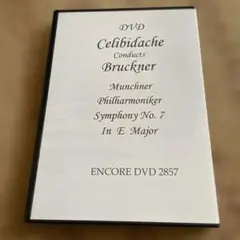 DVD
Celibidache
Conducts
Bruckner
Munchner
Philharmoniker
Symphony No. 7
In E Major
ENCORE DVD 2857